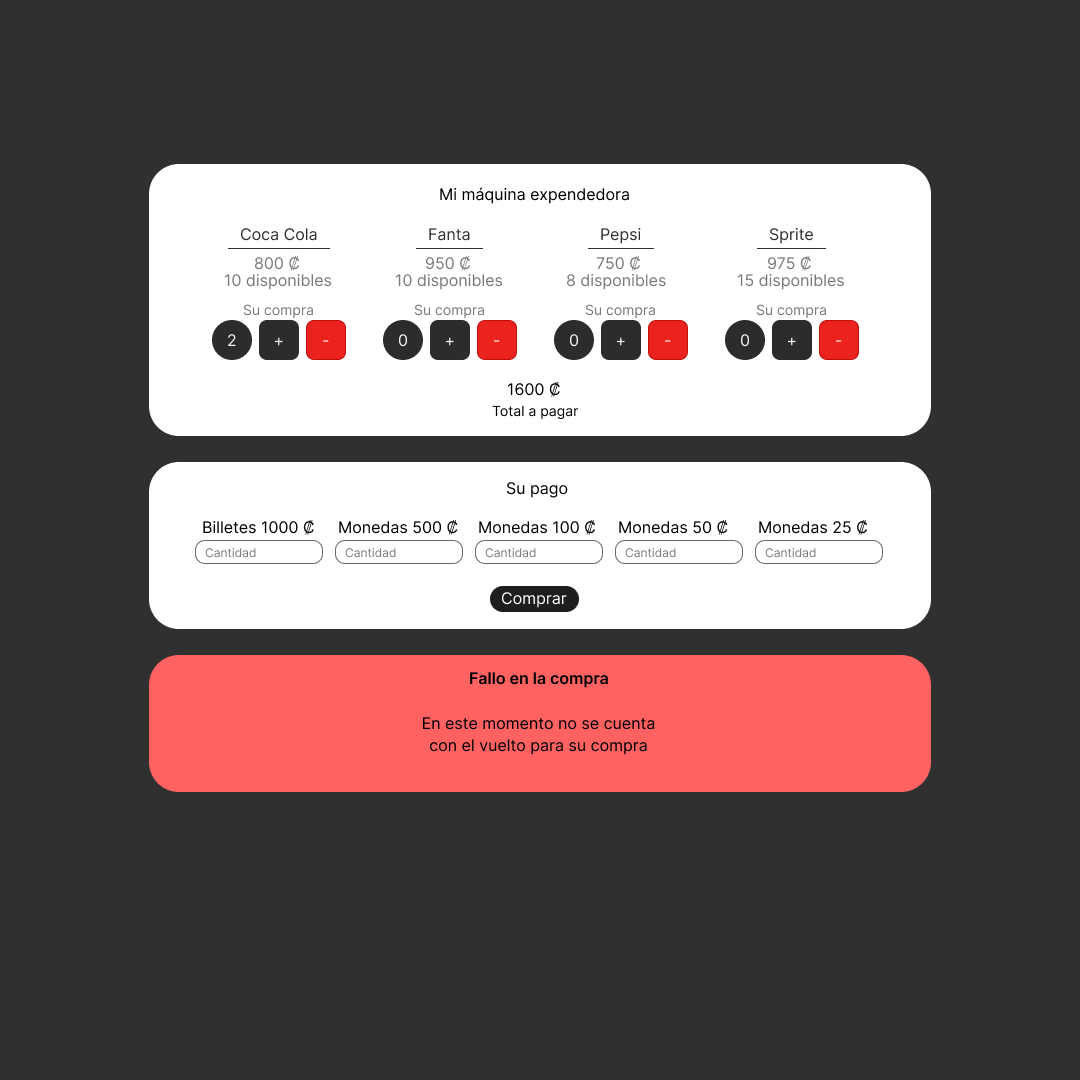 Mi máquina expendedora
Coca Cola Fanta Pepsi Sprite
800 ₡ 950 ₡ 750 ₡ 975 ₡
10 disponibles 10 disponibles 8 disponibles 15 disponibles
Su compra Su compra Su compra Su compra
2 + - 0 + - 0 + - 0 + -
1600 ₡
Total a pagar
Su pago
Billetes 1000 ₡ Monedas 500 ₡ Monedas 100 ₡ Monedas 50 ₡ Monedas 25 ₡
Cantidad Cantidad Cantidad Cantidad Cantidad
Comprar
Fallo en la compra
En este momento no se cuenta
con el vuelto para su compra